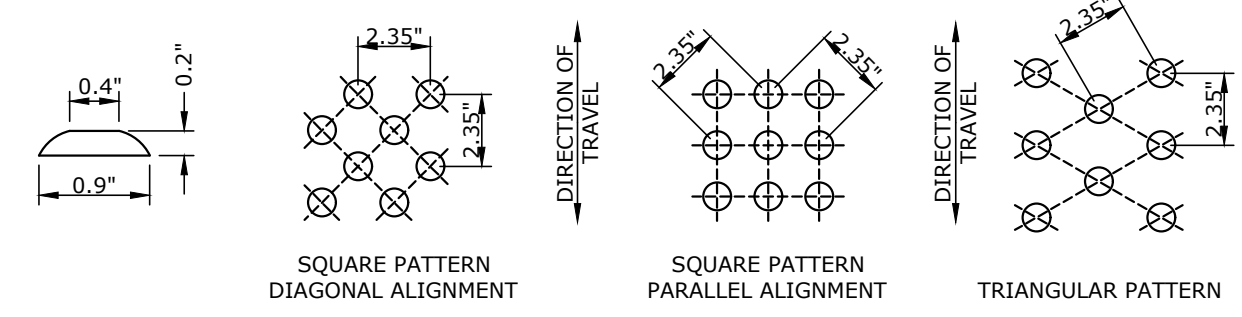 0.4"
0.2"
0.9"
2.35"
2.35"
SQUARE PATTERN
DIAGONAL ALIGNMENT
DIRECTION OF
TRAVEL
2.35"
2.35"
SQUARE PATTERN
PARALLEL ALIGNMENT
DIRECTION OF
TRAVEL
2.35"
2.35"
TRIANGULAR PATTERN